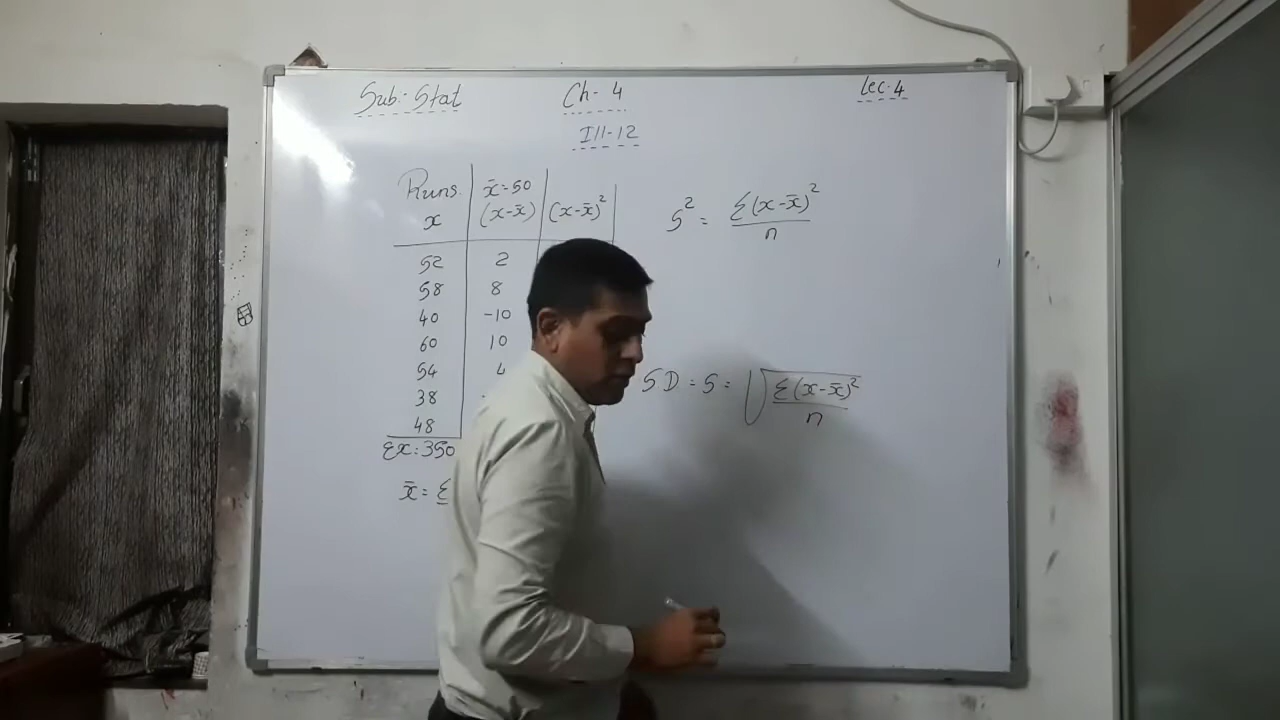 Sub:- Stat Ch- 4 Lec-4
Ill-12
Runs. x̄=50
x (x-x̄) (x-x̄)²
52 2
58 8
40 -10
60 10
54 4
38
48
Σx:350
x̄ = Σ
S² = Σ(x-x̄)²
n
SD = S = √Σ(x-x̄)²
n